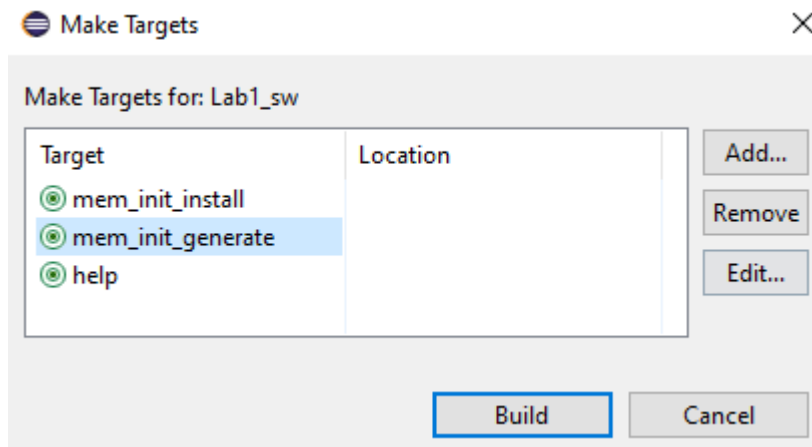 Make Targets
Make Targets for: Lab1_sw
Target Location
mem_init_install
mem_init_generate
help
Add...
Remove
Edit...
Build Cancel